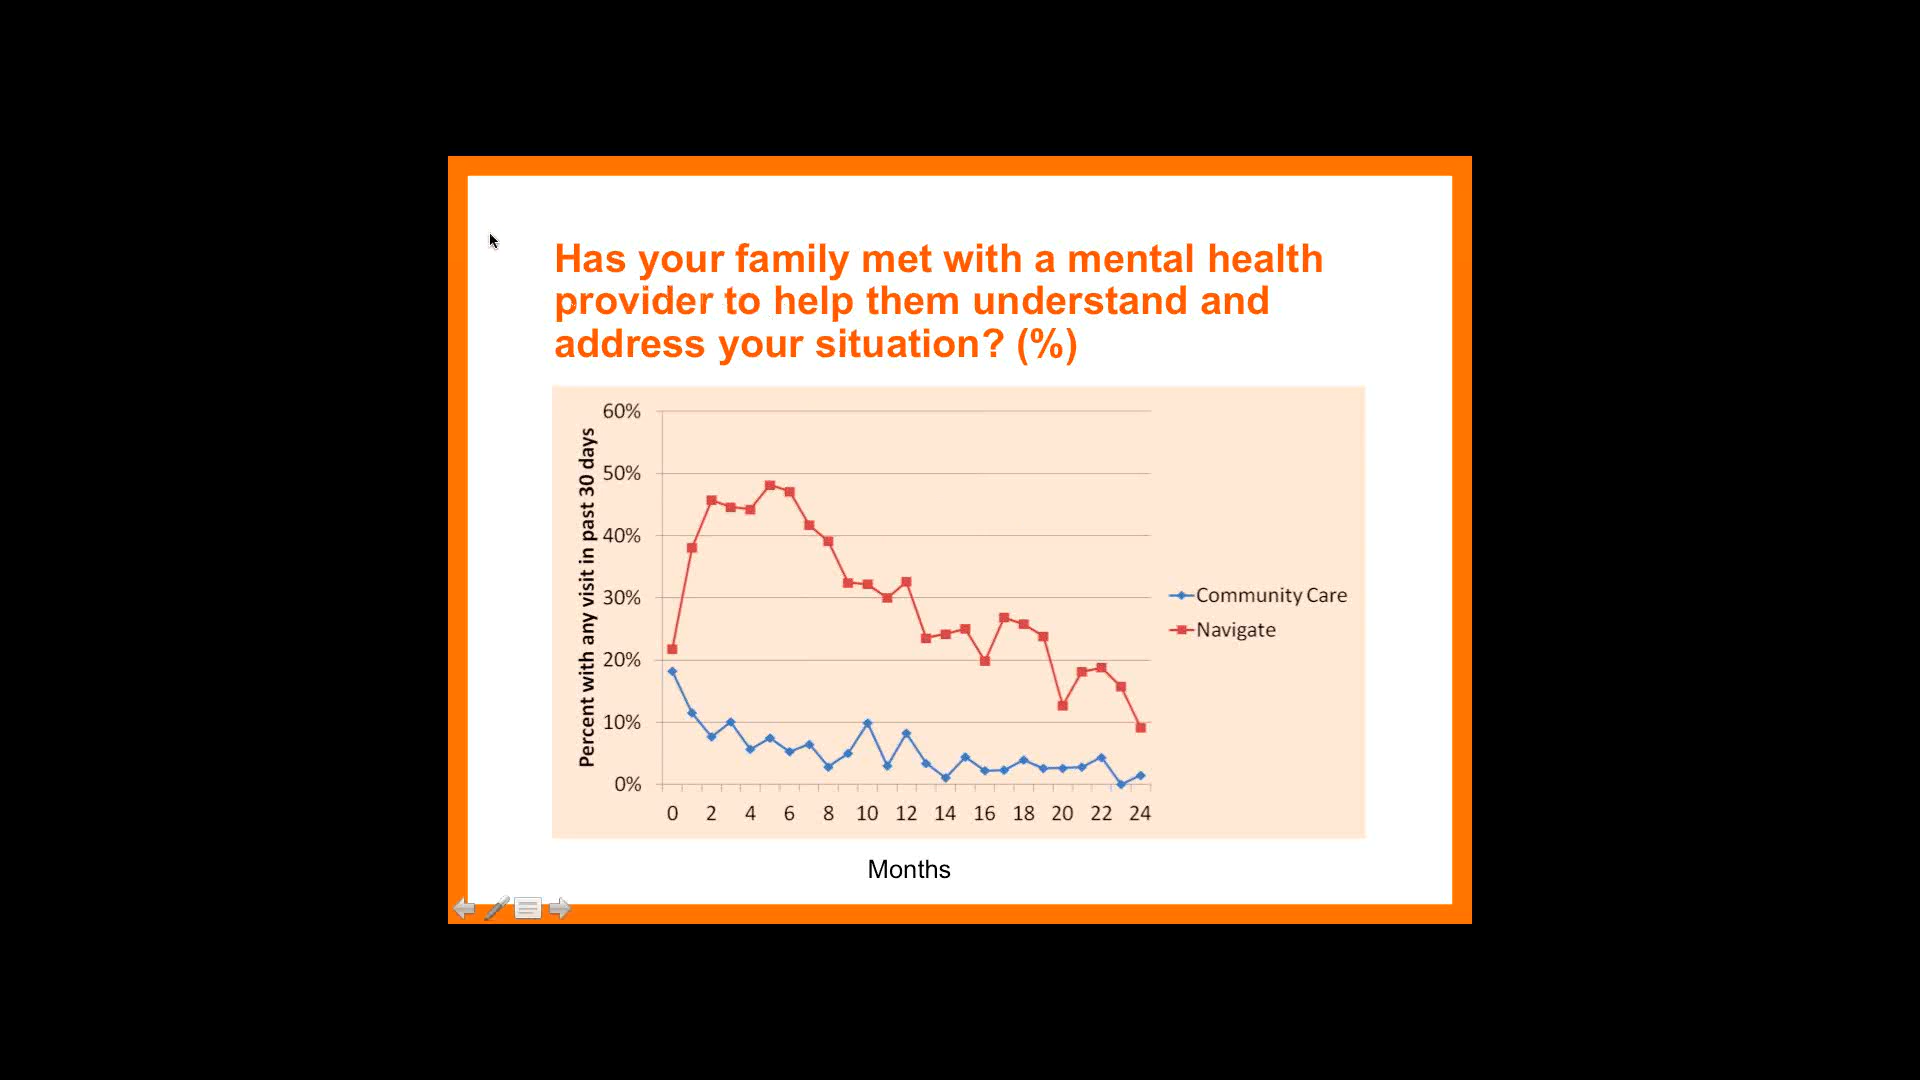 Has your family met with a mental health
provider to help them understand and
address your situation? (%)
Percent with any visit in past 30 days
60%
50%
40%
30%
20%
10%
0%
0 2 4 6 8 10 12 14 16 18 20 22 24
Community Care
Navigate
Months